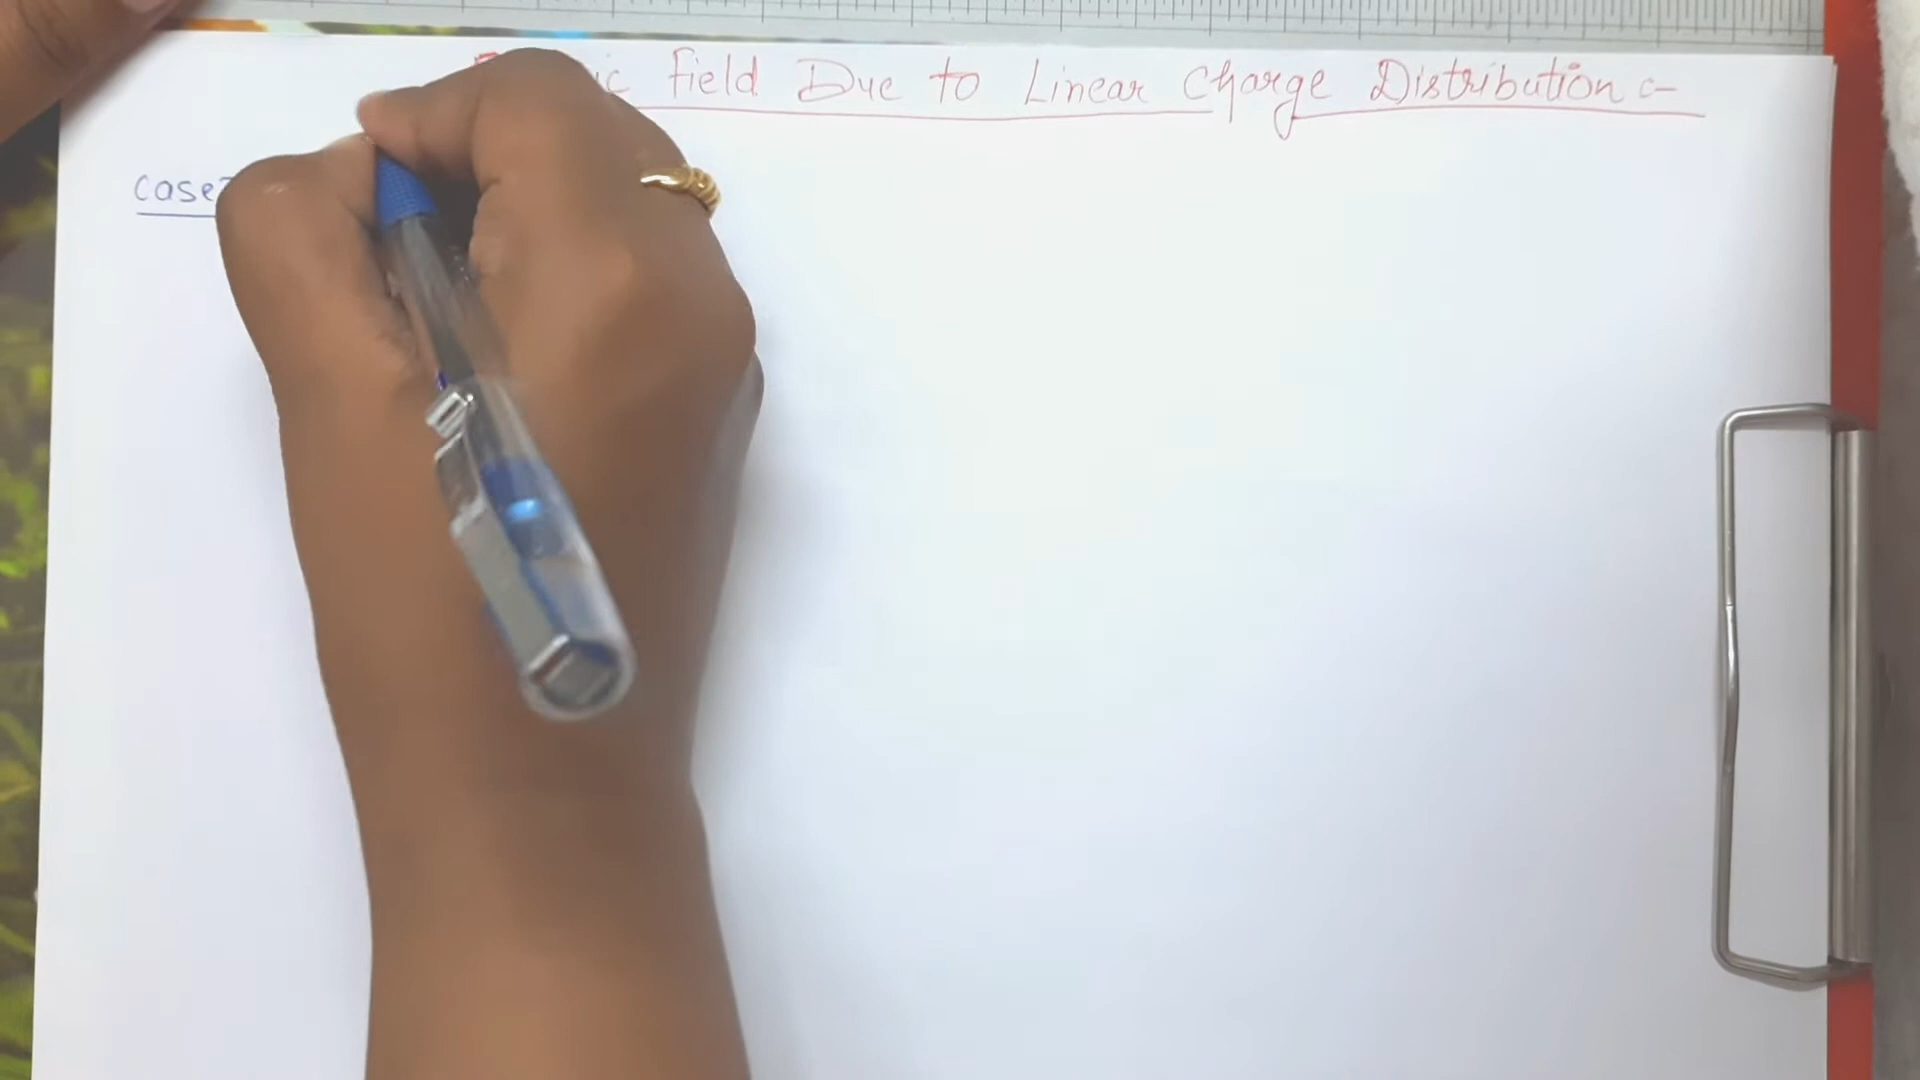 ic field Due to Linear Charge Distribution :-
case